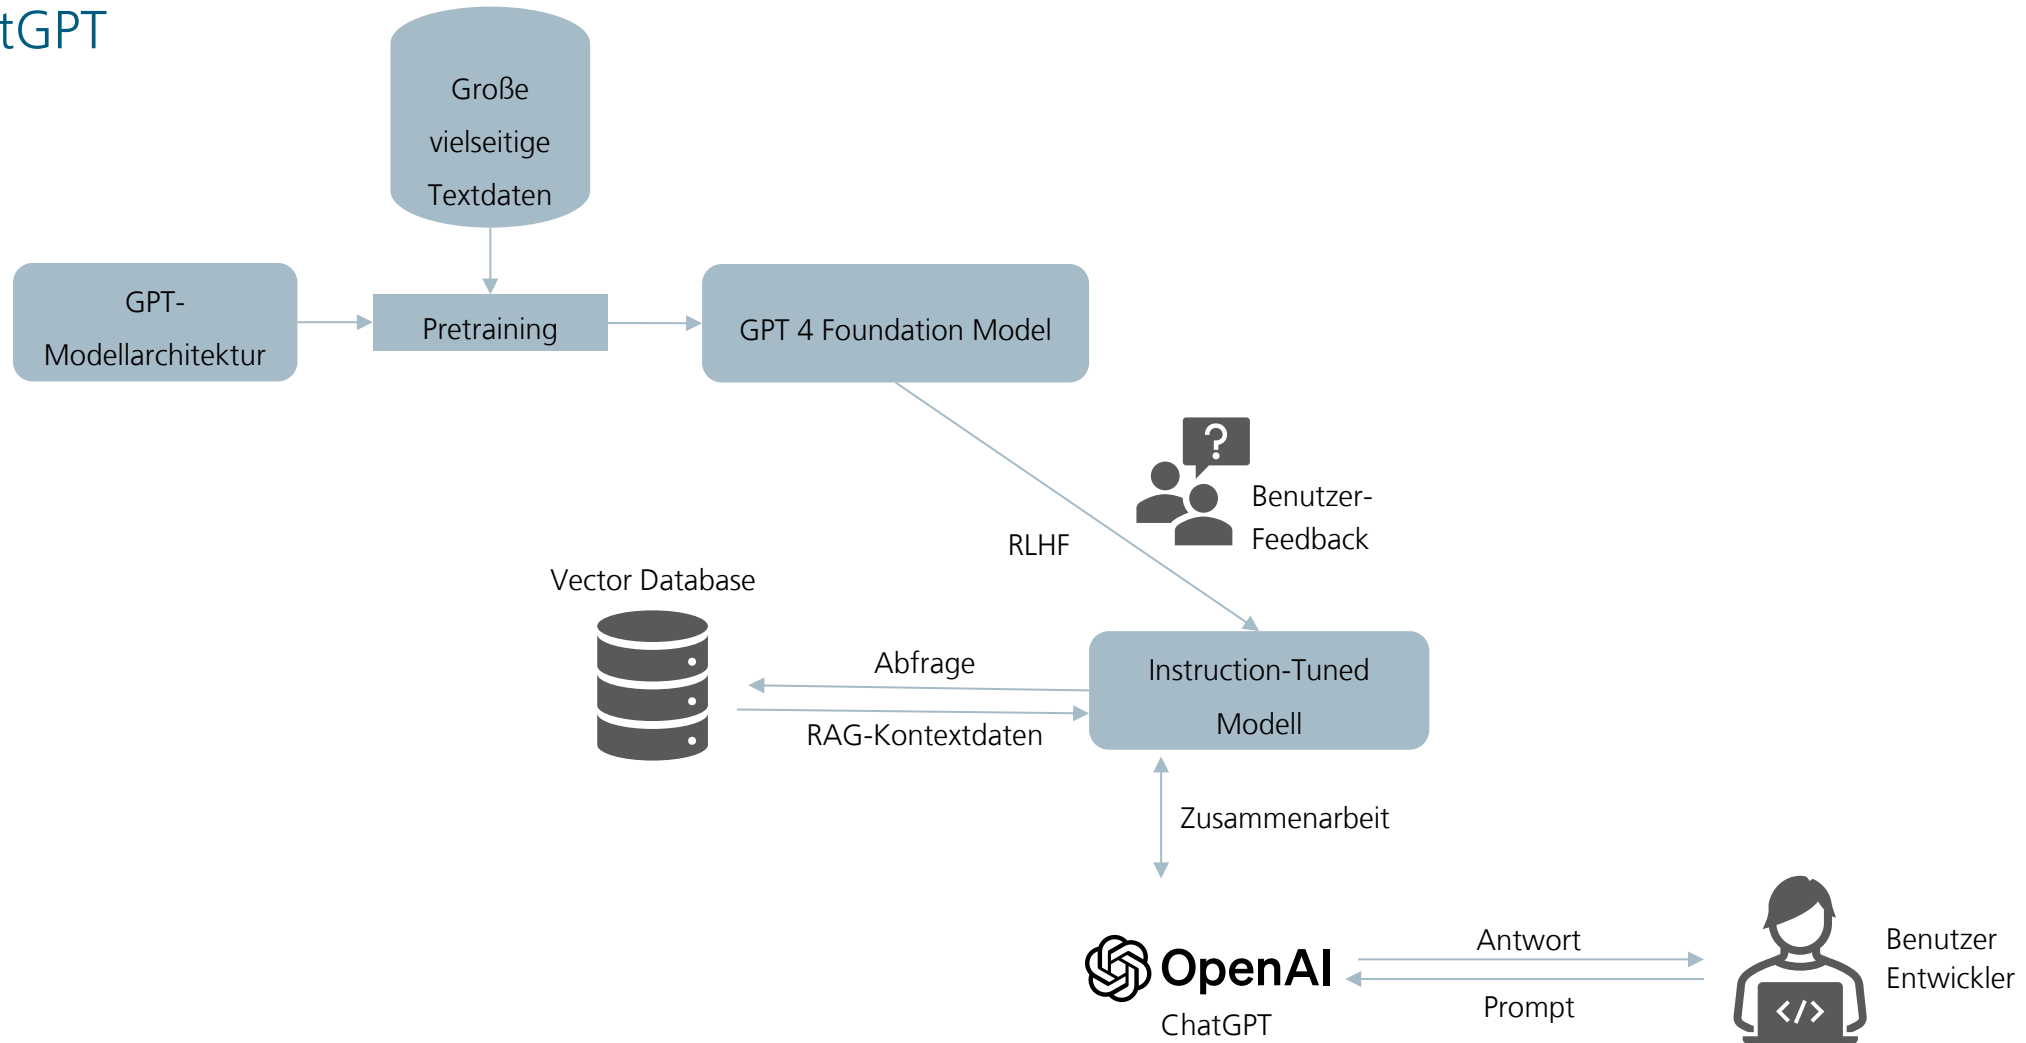 tGPT
Große
vielseitige
Textdaten
GPT-
Modellarchitektur
Pretraining
GPT 4 Foundation Model
?
Benutzer-
Feedback
RLHF
Vector Database
Abfrage
RAG-Kontextdaten
Instruction-Tuned
Modell
Zusammenarbeit
OpenAI
ChatGPT
Antwort
Prompt
Benutzer
Entwickler
</>